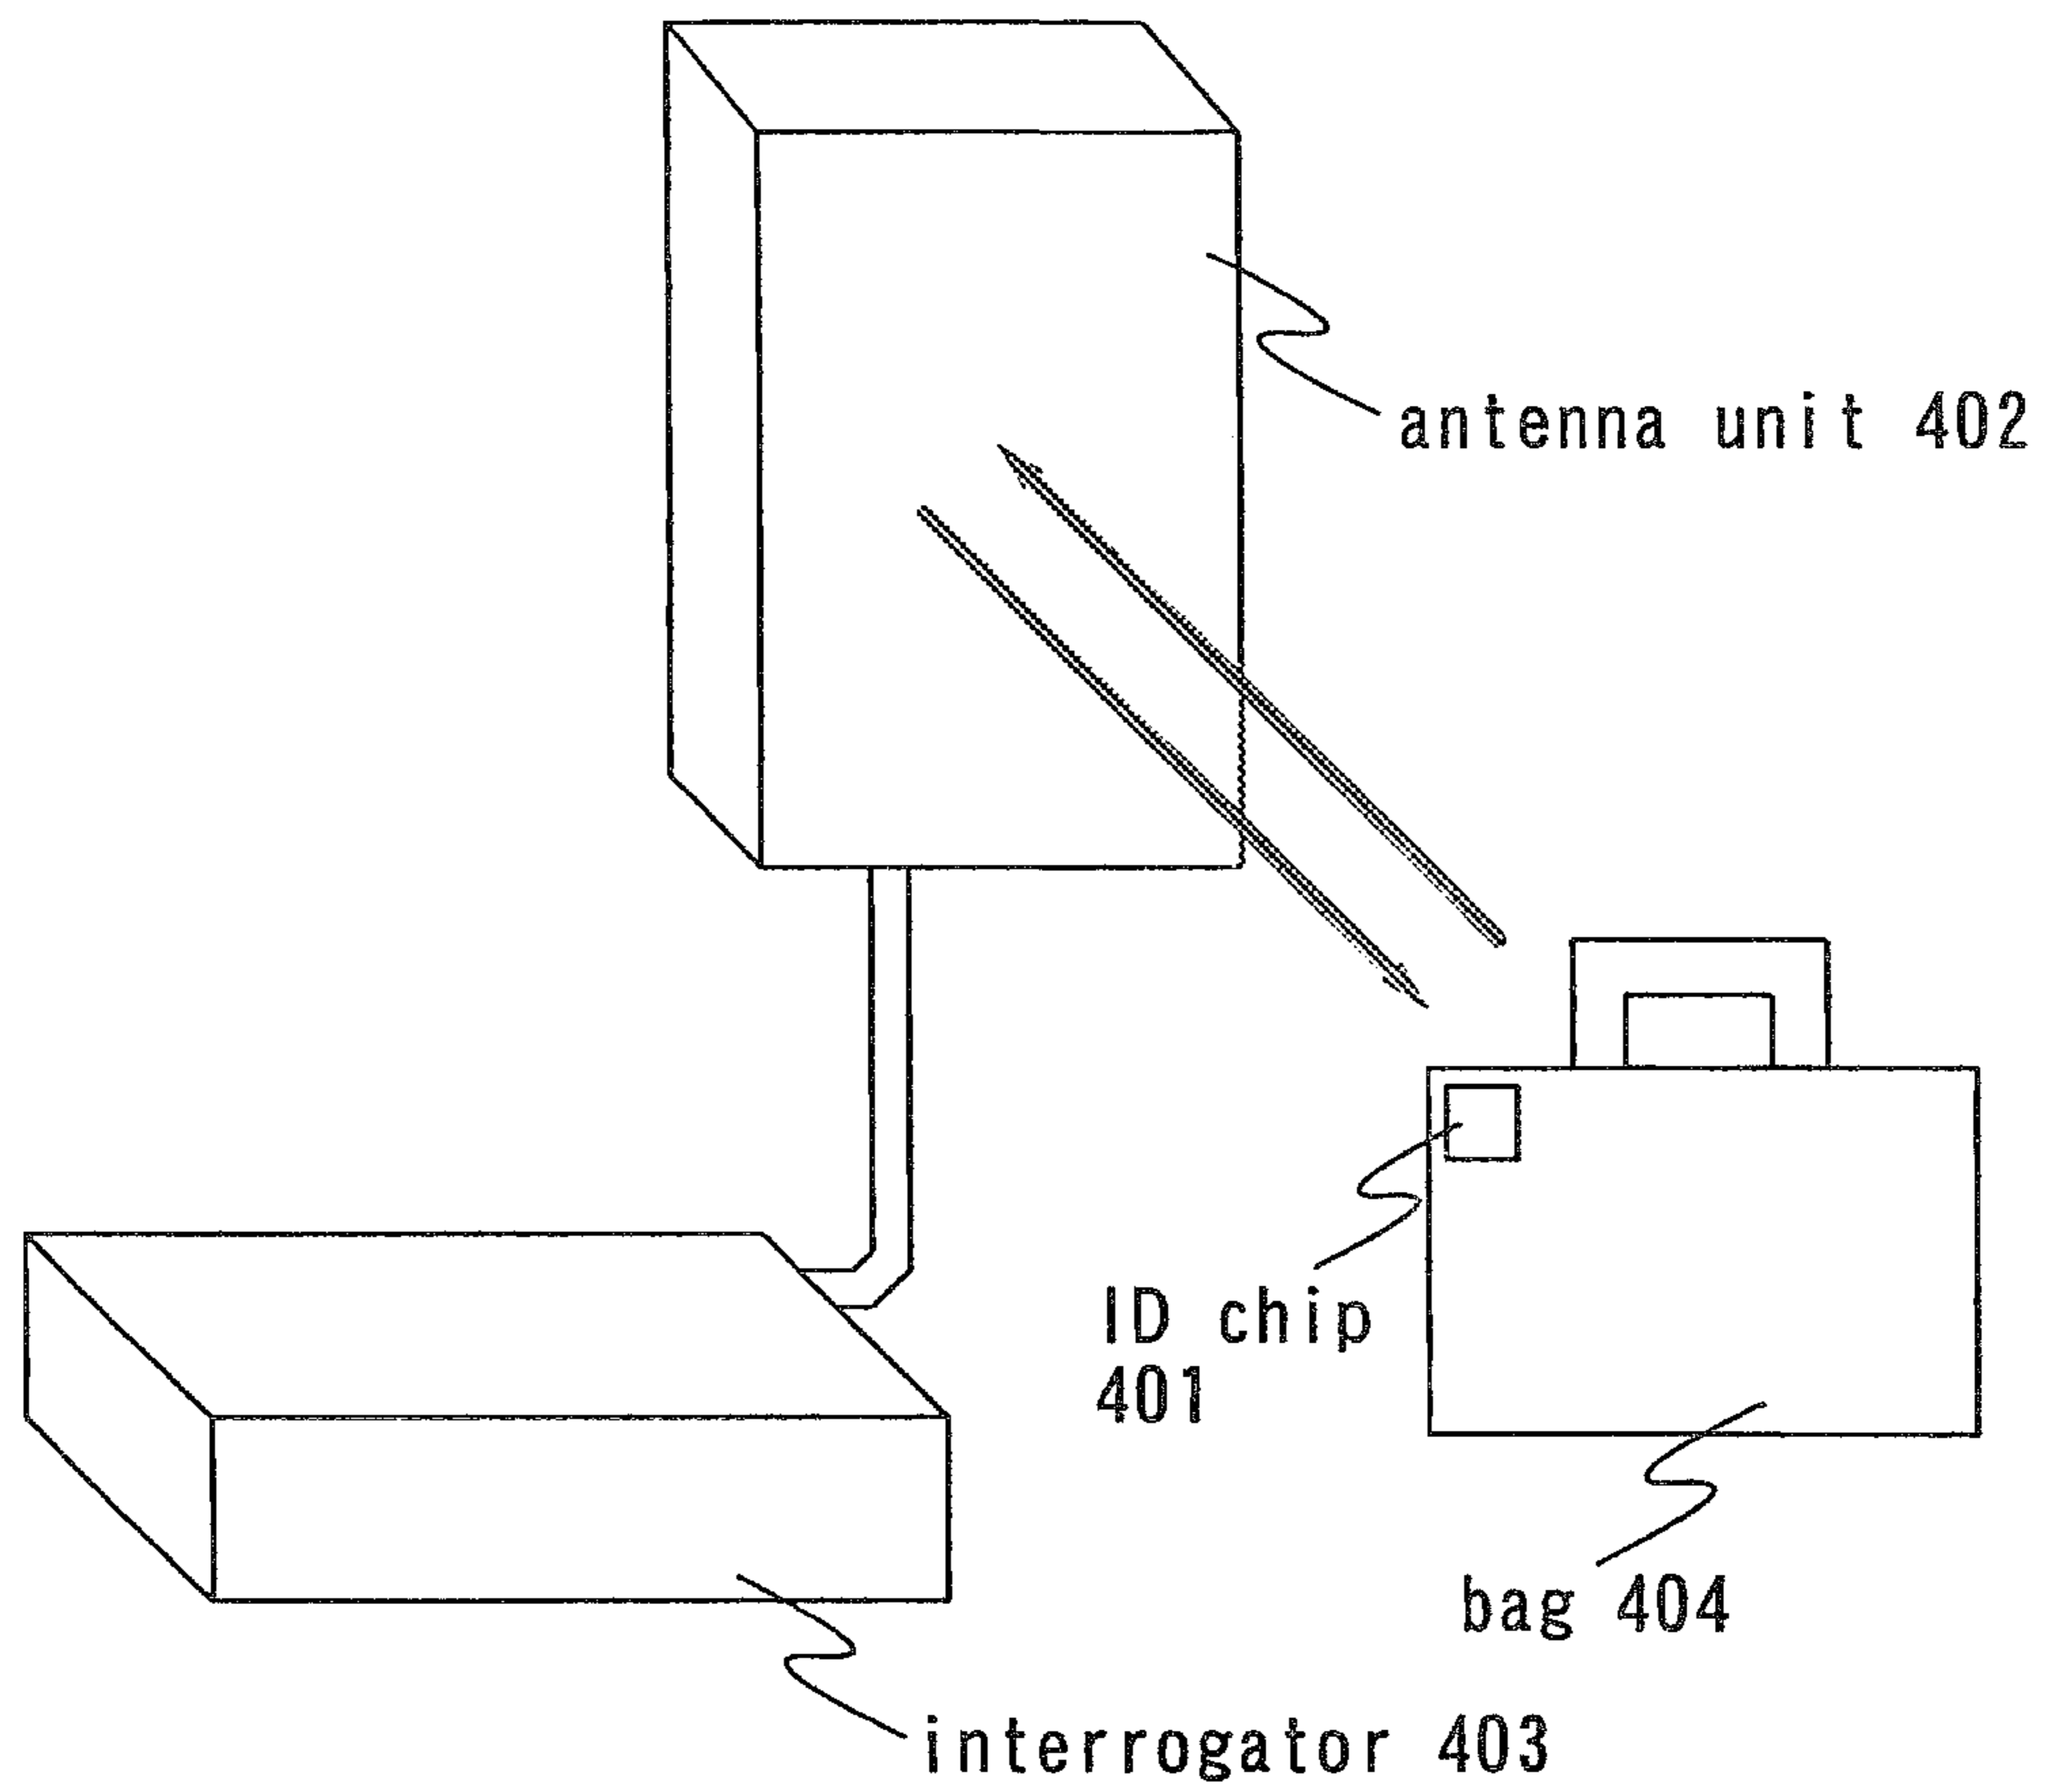 antenna unit 402
ID chip
401
bag 404
interrogator 403